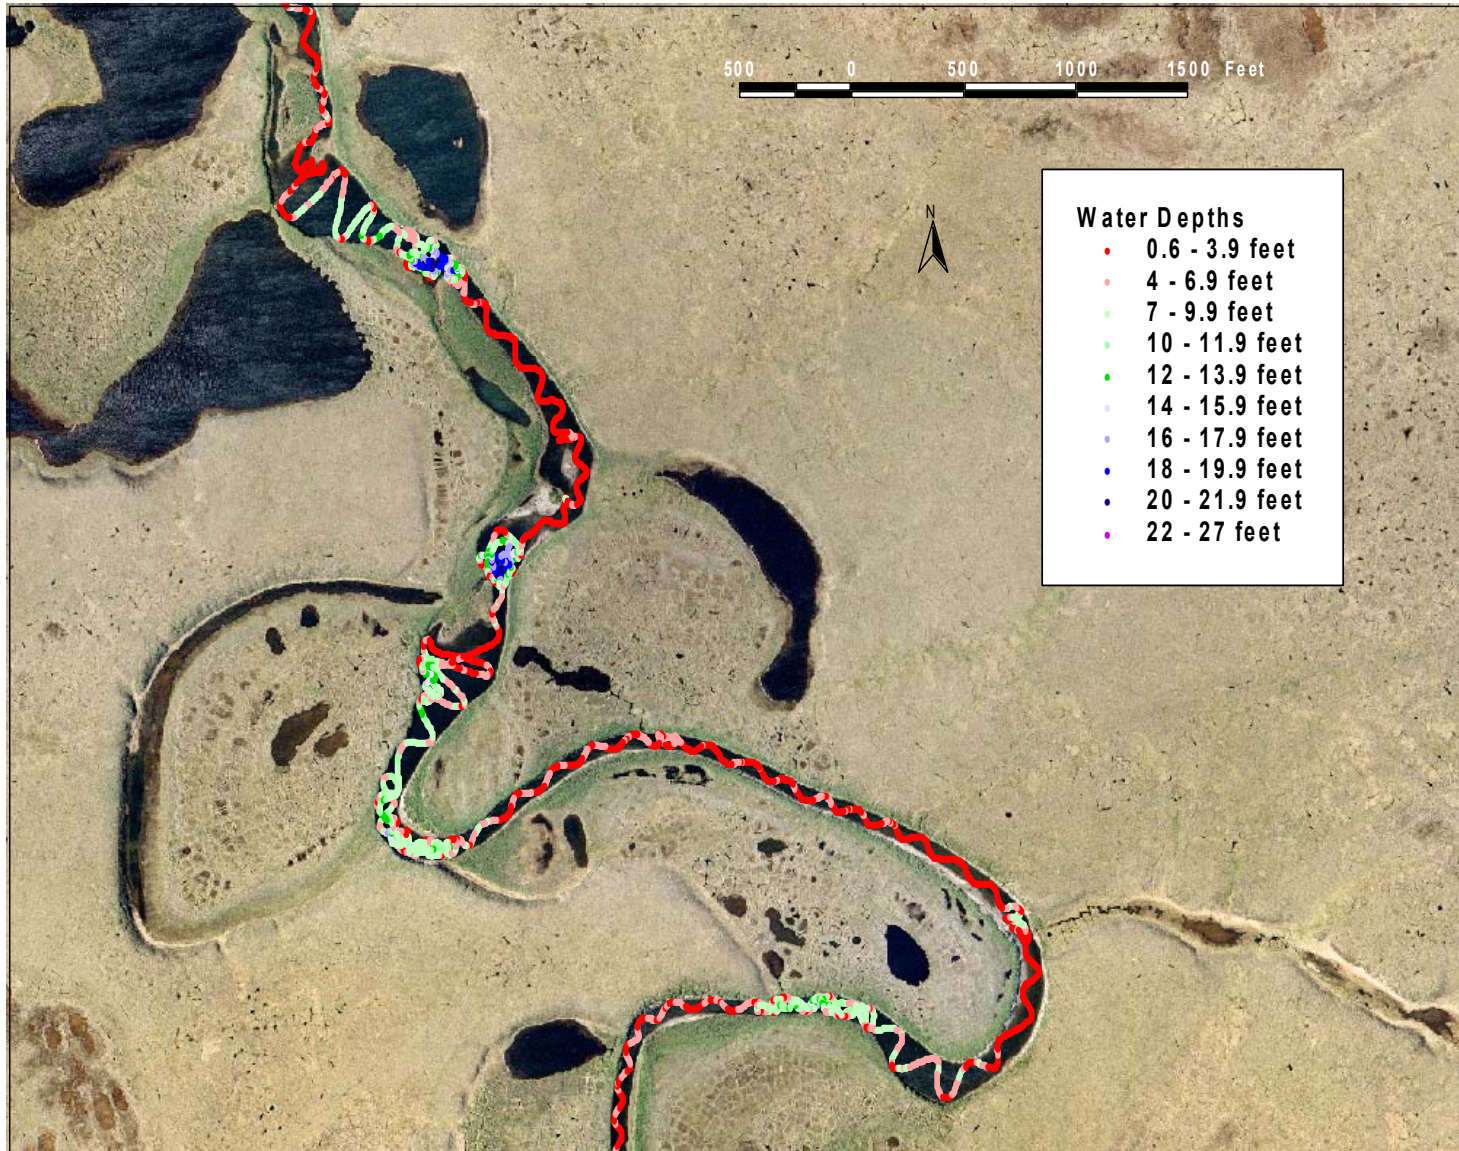 500 0 500 1000 1500 Feet
N
Water Depths
0.6 - 3.9 feet
4 - 6.9 feet
7 - 9.9 feet
10 - 11.9 feet
12 - 13.9 feet
14 - 15.9 feet
16 - 17.9 feet
18 - 19.9 feet
20 - 21.9 feet
22 - 27 feet